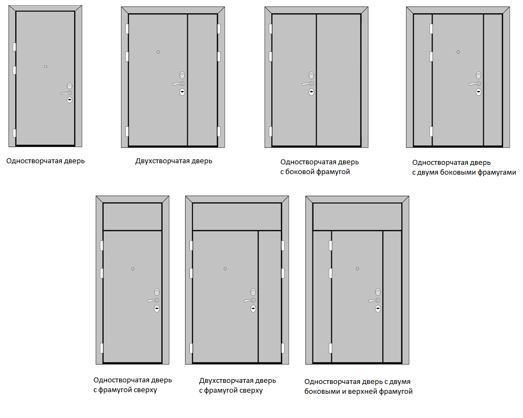 Одностворчатая дверь
Двухстворчатая дверь
Одностворчатая дверь
с боковой фрамугой
Одностворчатая дверь
с двумя боковыми фрамугами
Одностворчатая дверь
с фрамугой сверху
Двухстворчатая дверь
с фрамугой сверху
Одностворчатая дверь с двумя
боковыми и верхней фрамугой